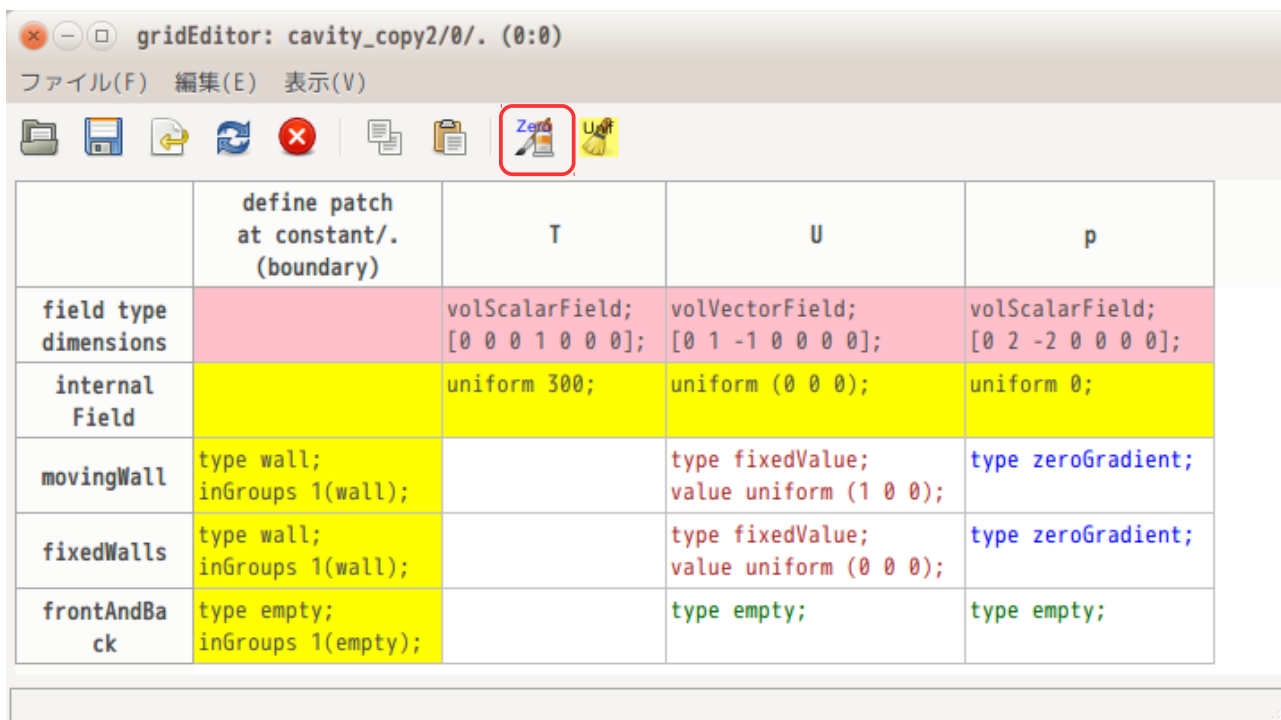 gridEditor: cavity_copy2/0/. (0:0)
ファイル(F) 編集(E) 表示(V)
Zero
Unif
define patch
at constant/.
(boundary)
T
U
p
field type
dimensions
volScalarField;
[0 0 0 1 0 0 0];
volVectorField;
[0 1 -1 0 0 0 0];
volScalarField;
[0 2 -2 0 0 0 0];
internal
Field
uniform 300;
uniform (0 0 0);
uniform 0;
movingWall
type wall;
inGroups 1(wall);
type fixedValue;
value uniform (1 0 0);
type zeroGradient;
fixedWalls
type wall;
inGroups 1(wall);
type fixedValue;
value uniform (0 0 0);
type zeroGradient;
frontAndBa
ck
type empty;
inGroups 1(empty);
type empty;
type empty;